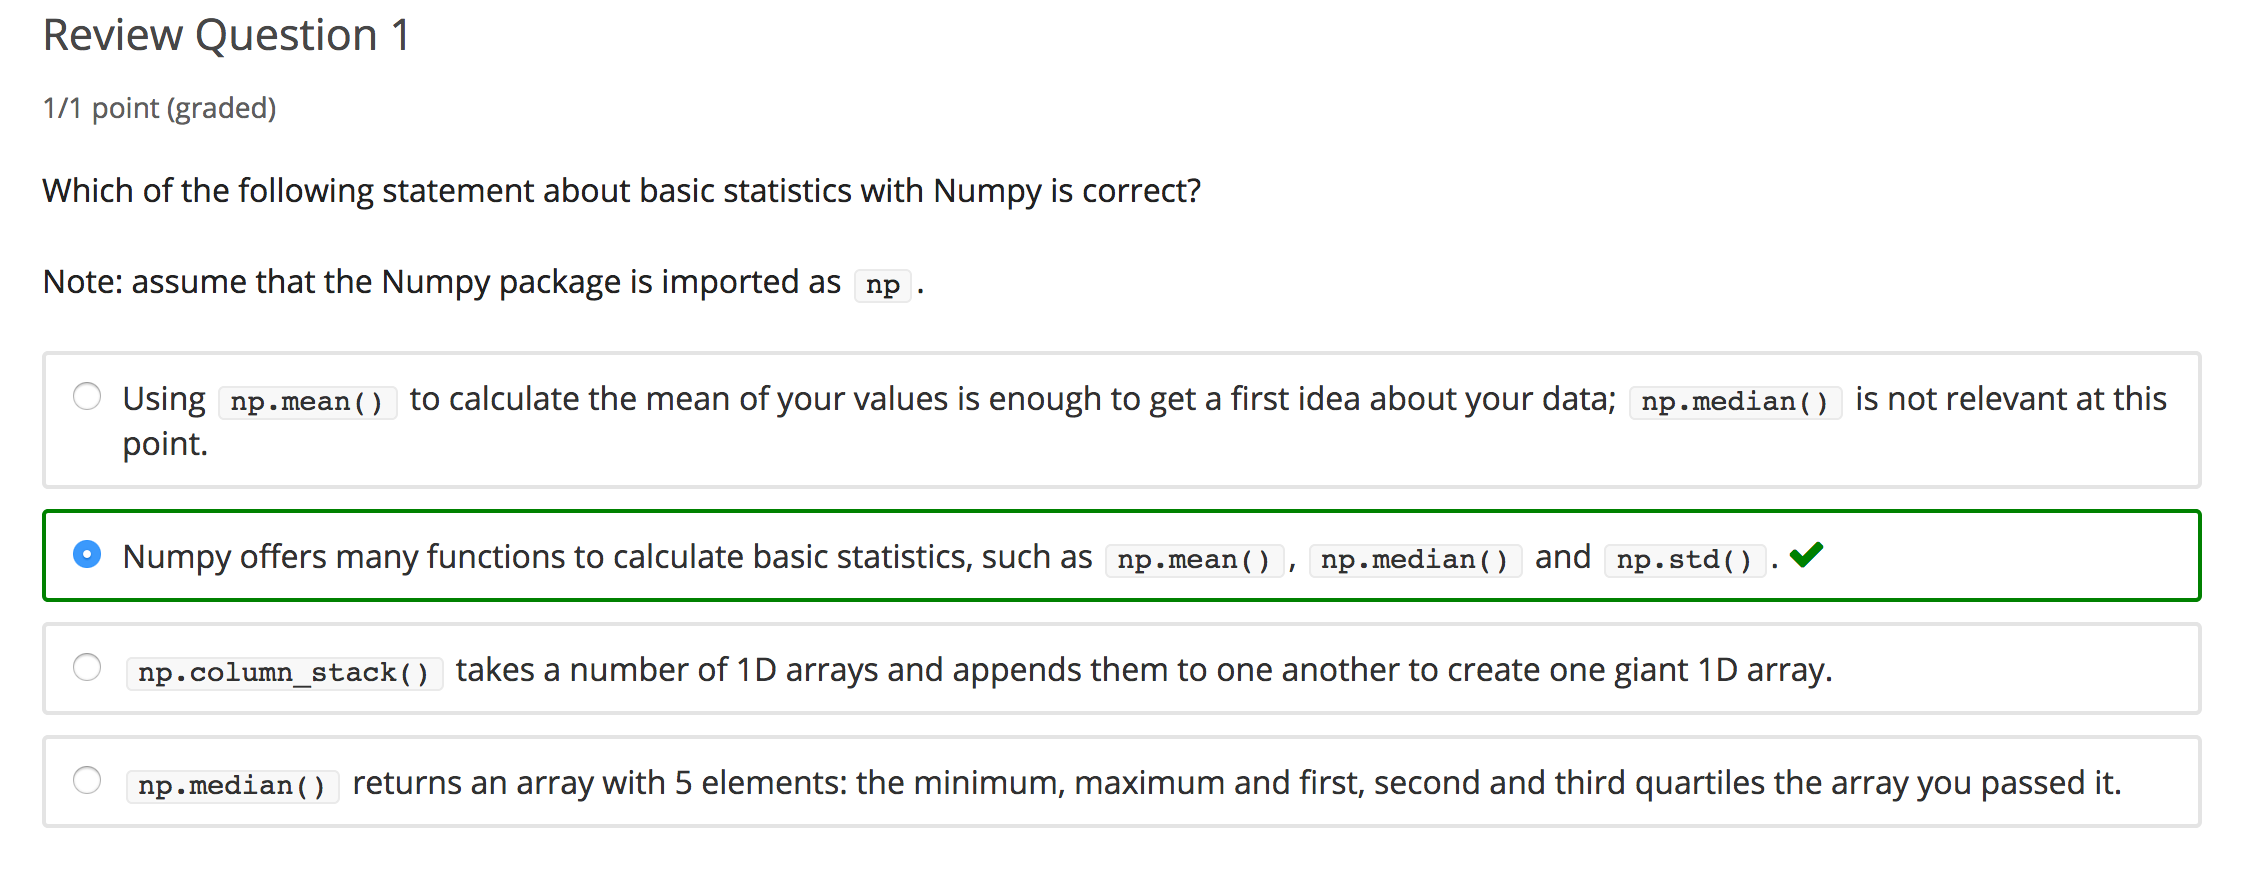 Review Question 1
1/1 point (graded)
Which of the following statement about basic statistics with Numpy is correct?
Note: assume that the Numpy package is imported as np .
Using np.mean() to calculate the mean of your values is enough to get a first idea about your data; np.median() is not relevant at this
point.
Numpy offers many functions to calculate basic statistics, such as np.mean() , np.median() and np.std() .
np.column_stack() takes a number of 1D arrays and appends them to one another to create one giant 1D array.
np.median() returns an array with 5 elements: the minimum, maximum and first, second and third quartiles the array you passed it.